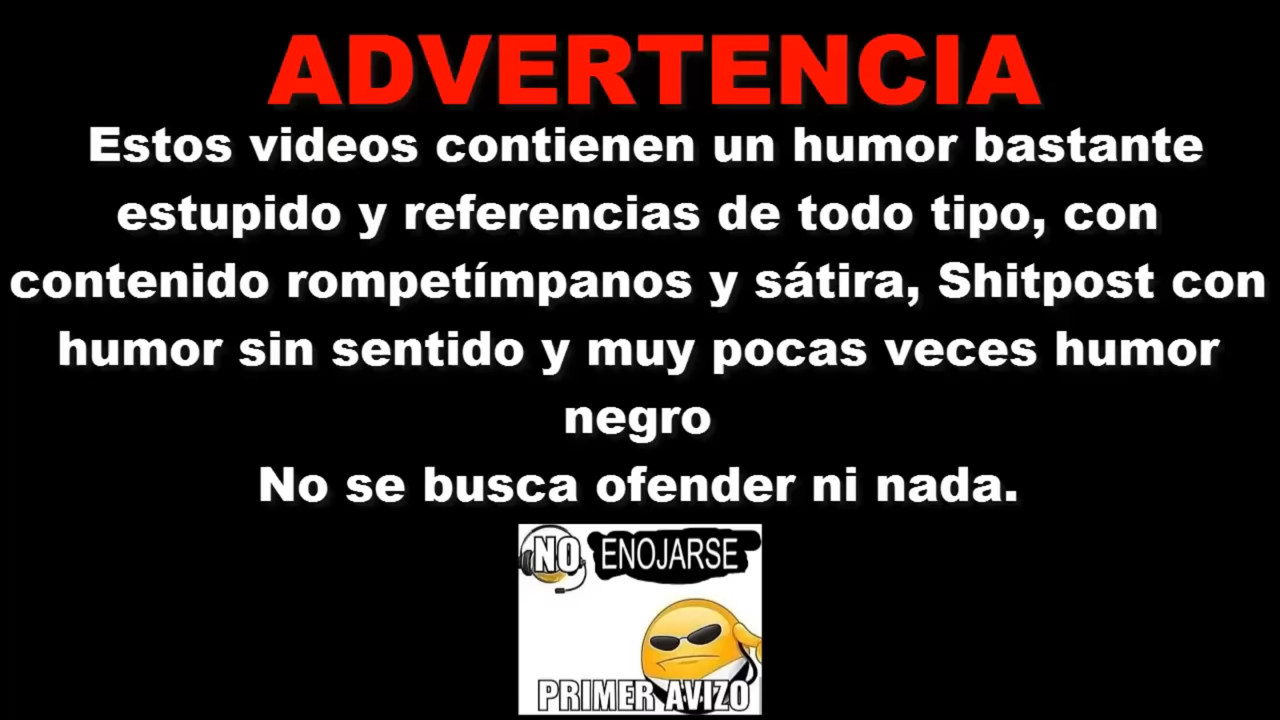 ADVERTENCIA
Estos videos contienen un humor bastante
estupido y referencias de todo tipo, con
contenido rompetímpanos y sátira, Shitpost con
humor sin sentido y muy pocas veces humor
negro
No se busca ofender ni nada.
NO ENOJARSE
PRIMER AVIZO